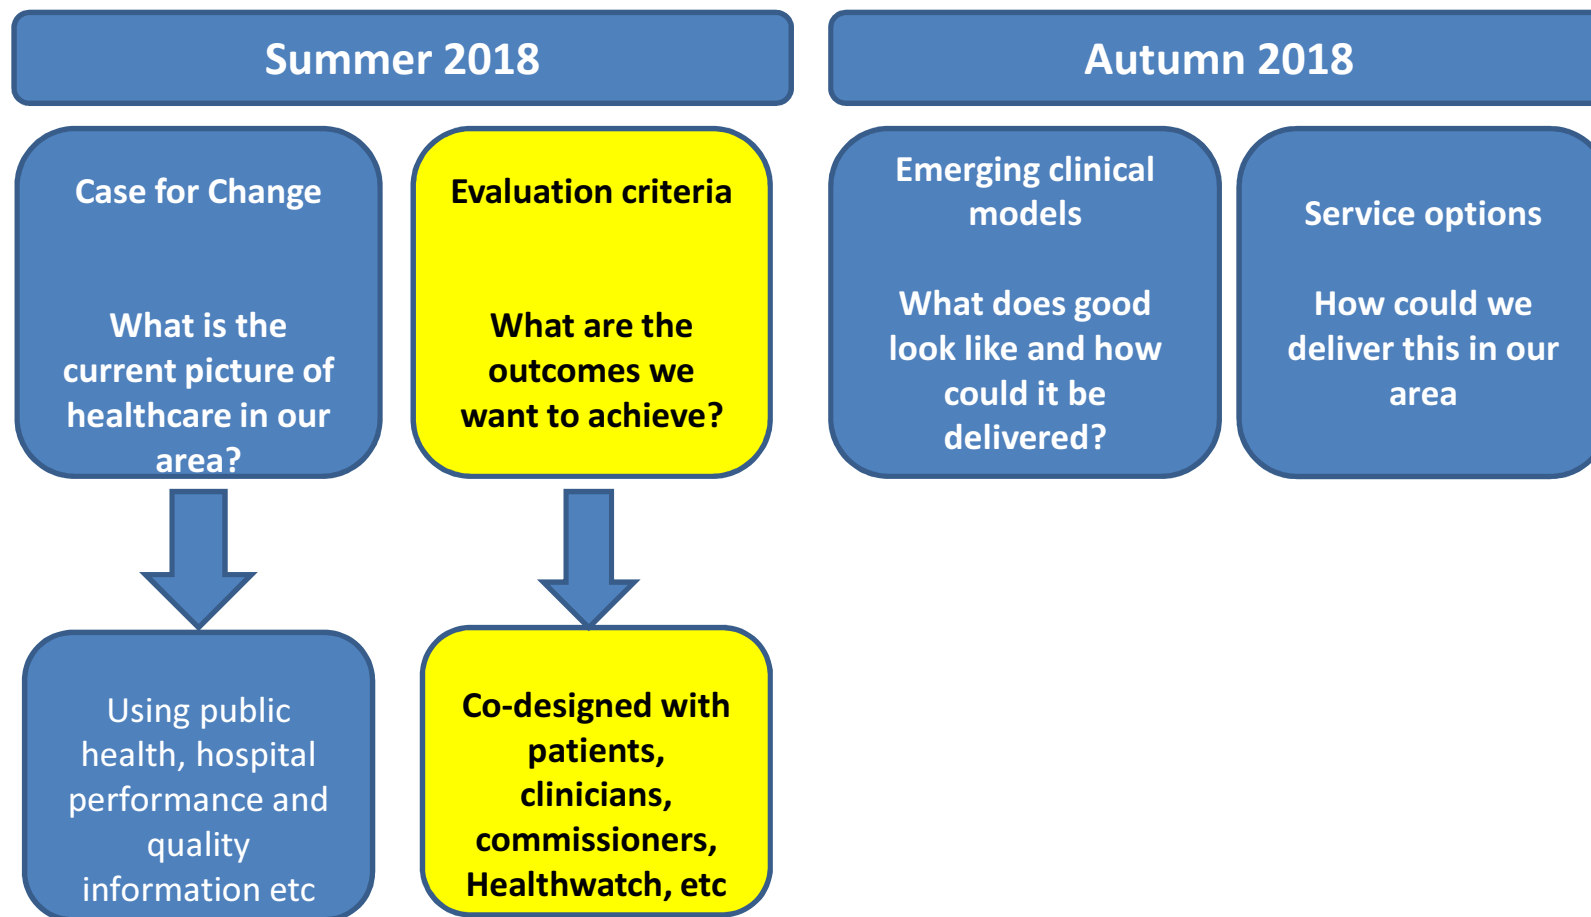 Summer 2018
Autumn 2018
Case for Change
What is the
current picture of
healthcare in our
area?
Evaluation criteria
What are the
outcomes we
want to achieve?
Emerging clinical
models
What does good
look like and how
could it be
delivered?
Service options
How could we
deliver this in our
area
Using public
health, hospital
performance and
quality
information etc
Co-designed with
patients,
clinicians,
commissioners,
Healthwatch, etc